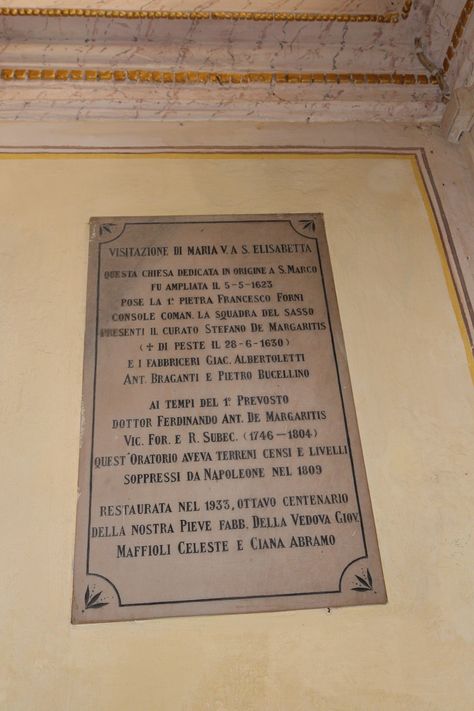 VISITAZIONE DI MARIA V. A S. ELISABETTA
QUESTA CHIESA DEDICATA IN ORIGINE A S. MARCO
FU AMPLIATA IL 5-5-1623
POSE LA 1ª PIETRA FRANCESCO FORNI
CONSOLE COMAN. LA SQUADRA DEL SASSO
PRESENTI IL CURATO STEFANO DE MARGARITIS
(✝ DI PESTE IL 28-6-1630)
E I FABBRICERI GIAC. ALBERTOLETTI
ANT. BRAGANTI E PIETRO BUCELLINO
AI TEMPI DEL 1º PREVOSTO
DOTTOR FERDINANDO ANT. DE MARGARITIS
VIC. FOR. E R. SUBEC. (1746-1804)
QUEST'ORATORIO AVEVA TERRENI CENSI E LIVELLI
SOPPRESSI DA NAPOLEONE NEL 1809
RESTAURATA NEL 1933, OTTAVO CENTENARIO
DELLA NOSTRA PIEVE FABB. DELLA VEDOVA GIOV.
MAFFIOLI CELESTE E CIANA ABRAMO